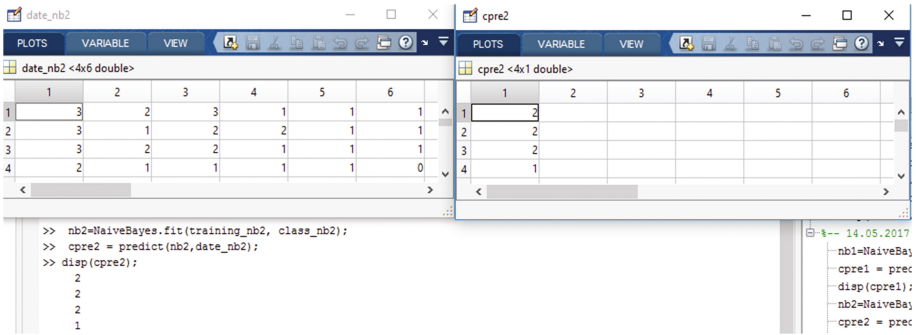 date_nb2
PLOTS VARIABLE VIEW
date_nb2 <4x6 double>
1 2 3 4 5 6
1 3 2 3 1 1 1
2 3 1 2 2 1 1
3 3 2 2 1 1 1
4 2 1 1 1 1 0
cpre2
PLOTS VARIABLE VIEW
cpre2 <4x1 double>
1 2 3 4 5 6
1 2
2 2
3 2
4 1
>> nb2=NaiveBayes.fit(training_nb2, class_nb2);
>> cpre2 = predict(nb2,date_nb2);
>> disp(cpre2);
2
2
2
1
%-- 14.05.2017
nb1=NaiveBay
cpre1 = pred
disp(cpre1);
nb2=NaiveBay
cpre2 = pred